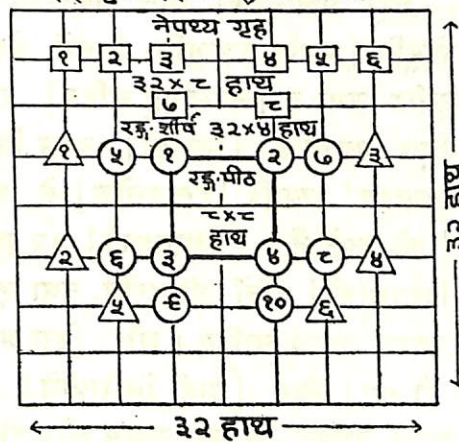 नेपथ्य गृह
१ २ ३ ४ ५ ६
३२×८ हाथ
७ ८
रङ्ग·शीर्ष ३२×४ हाथ
१ ५ १ २ ७ ३
रङ्ग·पीठ
८×८
हाथ
२ ६ ३ ४ ८ ४
५ ९ १० ६
३२ हाथ
३२ हाथ